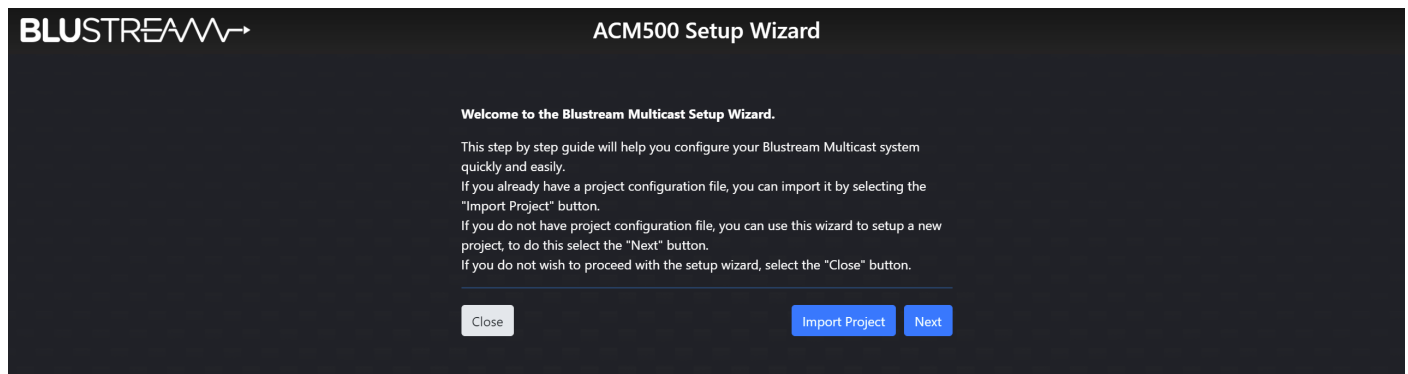 BLUSTREAM
ACM500 Setup Wizard
Welcome to the Blustream Multicast Setup Wizard.
This step by step guide will help you configure your Blustream Multicast system
quickly and easily.
If you already have a project configuration file, you can import it by selecting the
"Import Project" button.
If you do not have project configuration file, you can use this wizard to setup a new
project, to do this select the "Next" button.
If you do not wish to proceed with the setup wizard, select the "Close" button.
Close
Import Project
Next